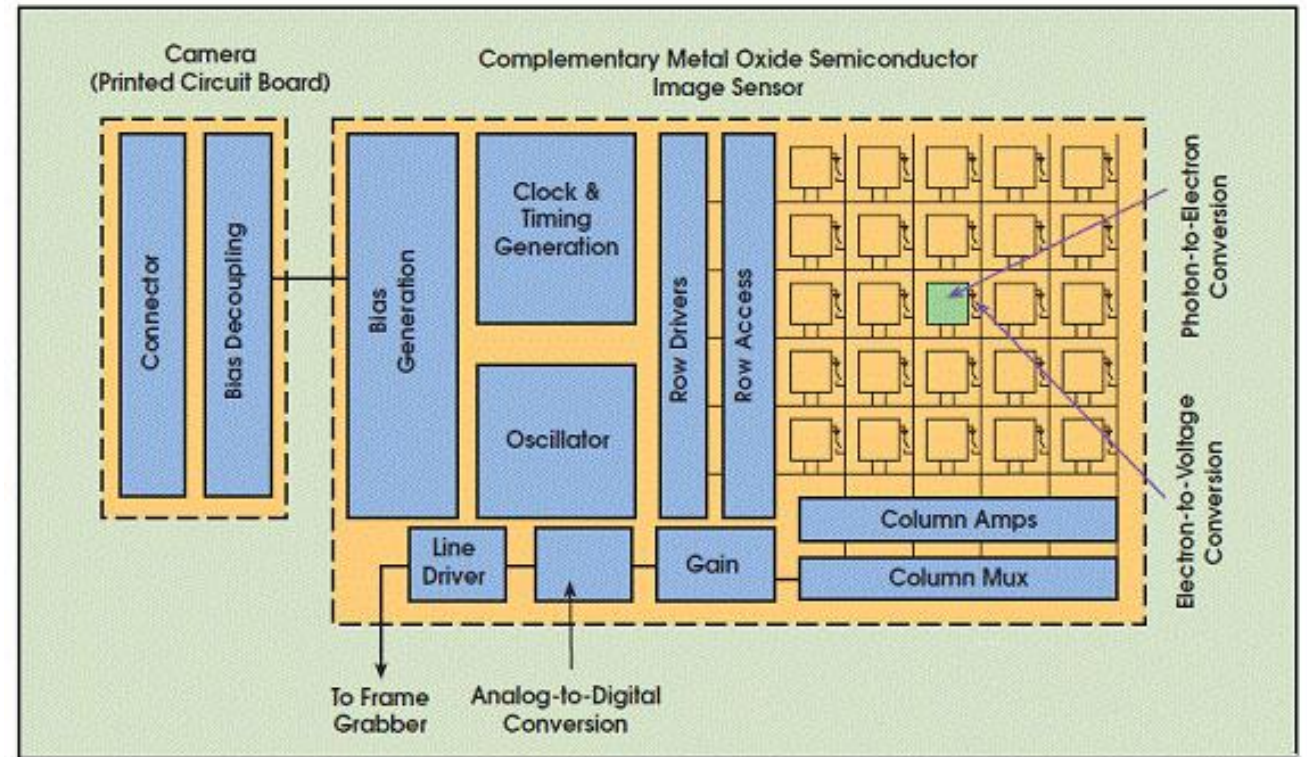 Camera
(Printed Circuit Board)
Complementary Metal Oxide Semiconductor
Image Sensor
Connector
Bias Decoupling
Bias
Generation
Clock &
Timing
Generation
Oscillator
Row Drivers
Row Access
Photon-to-Electron
Conversion
Electron-to-Voltage
Conversion
Column Amps
Column Mux
Gain
Line
Driver
To Frame
Grabber
Analog-to-Digital
Conversion